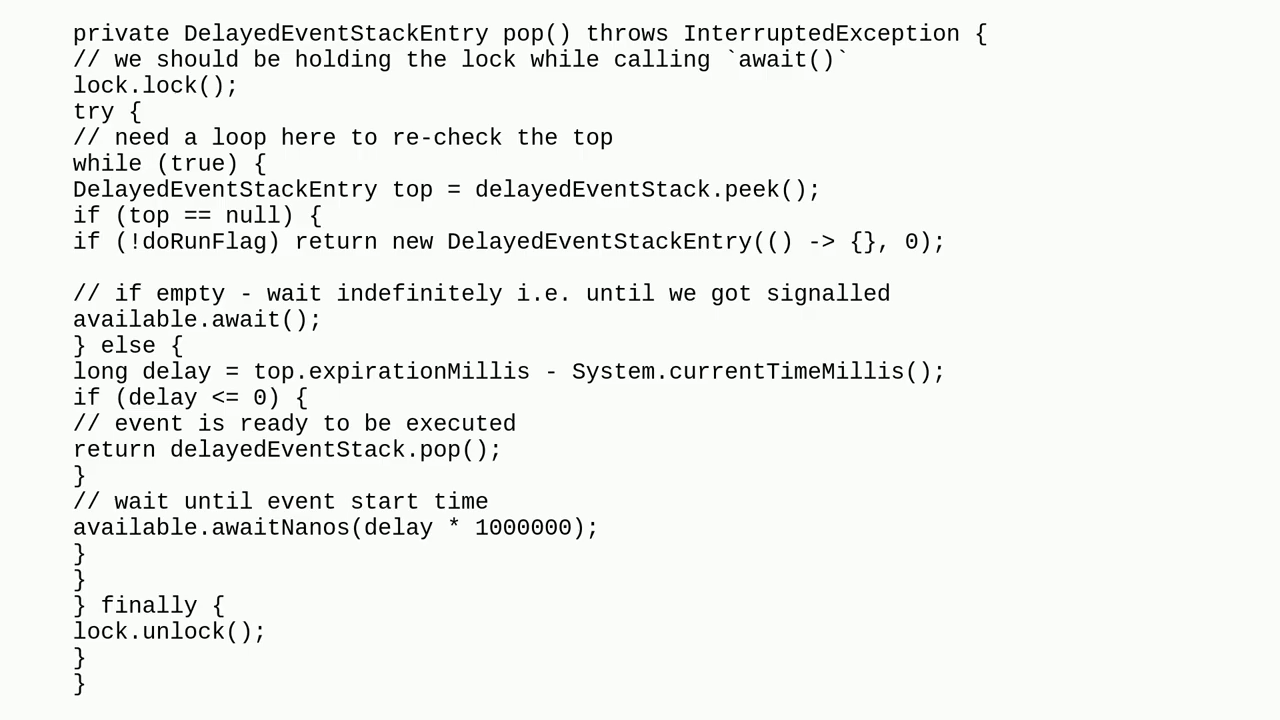 private DelayedEventStackEntry pop() throws InterruptedException {
// we should be holding the lock while calling `await()`
lock.lock();
try {
// need a loop here to re-check the top
while (true) {
DelayedEventStackEntry top = delayedEventStack.peek();
if (top == null) {
if (!doRunFlag) return new DelayedEventStackEntry(() -> {}, 0);

// if empty - wait indefinitely i.e. until we got signalled
available.await();
} else {
long delay = top.expirationMillis - System.currentTimeMillis();
if (delay <= 0) {
// event is ready to be executed
return delayedEventStack.pop();
}
// wait until event start time
available.awaitNanos(delay * 1000000);
}
}
} finally {
lock.unlock();
}
}